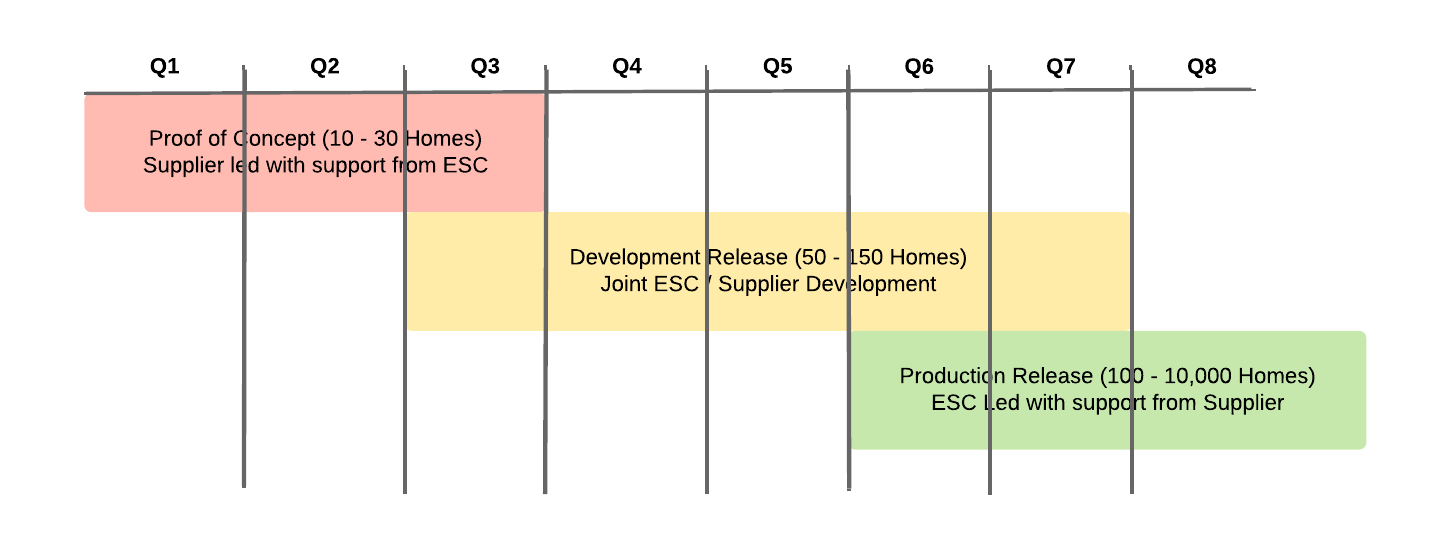 Q1 Q2 Q3 Q4 Q5 Q6 Q7 Q8
Proof of Concept (10 - 30 Homes)
Supplier led with support from ESC
Development Release (50 - 150 Homes)
Joint ESC / Supplier Development
Production Release (100 - 10,000 Homes)
ESC Led with support from Supplier